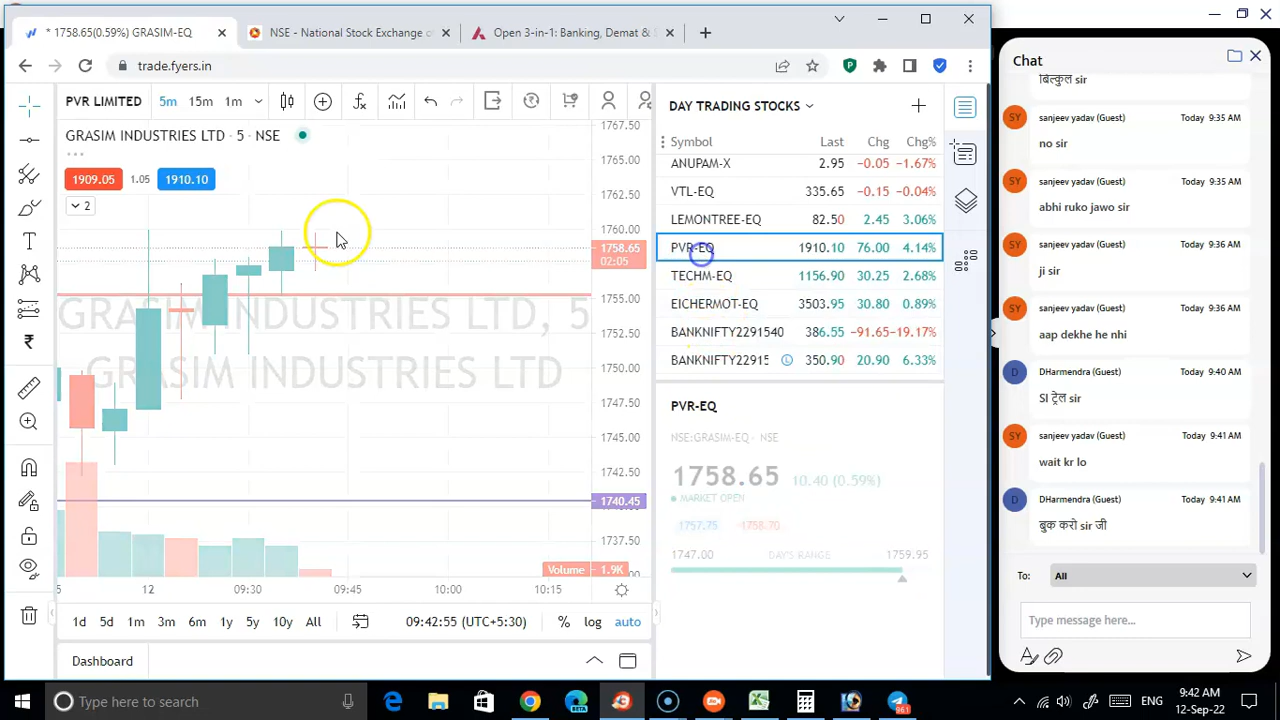 * 1758.65(0.59%) GRASIM-EQ
NSE - National Stock Exchange o
Open 3-in-1: Banking, Demat &
trade.fyers.in
PVR LIMITED 5m 15m 1m
GRASIM INDUSTRIES LTD · 5 · NSE
1909.05 1.05 1910.10
2
GRASIM INDUSTRIES LTD, 5
GRASIM INDUSTRIES LTD
1767.50
1765.00
1762.50
1760.00
1758.65
02:05
1755.00
1752.50
1750.00
1747.50
1745.00
1742.50
1740.45
1737.50
Volume 1.9K
12 09:30 09:45 10:00 10:15
1d 5d 1m 3m 6m 1y 5y 10y All 09:42:55 (UTC+5:30) % log auto
Dashboard
DAY TRADING STOCKS
Symbol Last Chg Chg%
ANUPAM-X 2.95 −0.05 −1.67%
VTL-EQ 335.65 −0.15 −0.04%
LEMONTREE-EQ 82.50 2.45 3.06%
PVR-EQ 1910.10 76.00 4.14%
TECHM-EQ 1156.90 30.25 2.68%
EICHERMOT-EQ 3503.95 30.80 0.89%
BANKNIFTY2291540 386.55 −91.65 −19.17%
BANKNIFTY22915 350.90 20.90 6.33%
PVR-EQ
NSE:GRASIM-EQ · NSE
1758.65 10.40 (0.59%)
MARKET OPEN
1757.75 1758.70
1747.00 DAY'S RANGE 1759.95
Chat
बिल्कुल sir
SY sanjeev yadav (Guest) Today 9:35 AM
no sir
SY sanjeev yadav (Guest) Today 9:35 AM
abhi ruko jawo sir
SY sanjeev yadav (Guest) Today 9:36 AM
ji sir
SY sanjeev yadav (Guest) Today 9:36 AM
aap dekhe he nhi
D DHarmendra (Guest) Today 9:40 AM
Sl ट्रेल sir
SY sanjeev yadav (Guest) Today 9:41 AM
wait kr lo
D DHarmendra (Guest) Today 9:41 AM
बुक करो sir जी
To: All
Type message here...
Type here to search
961
ENG
9:42 AM
12-Sep-22